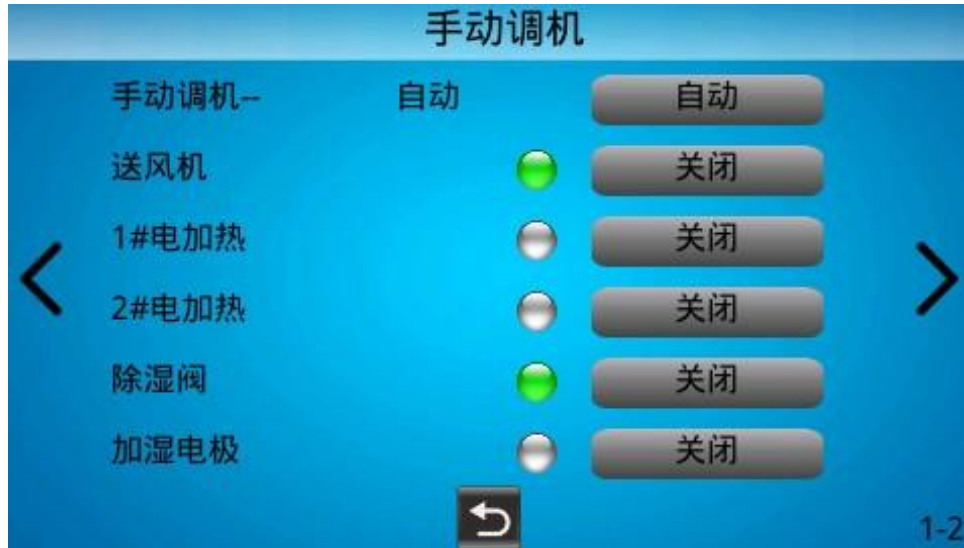 手动调机
手动调机-- 自动 自动
送风机 关闭
1#电加热 关闭
2#电加热 关闭
除湿阀 关闭
加湿电极 关闭
1-2